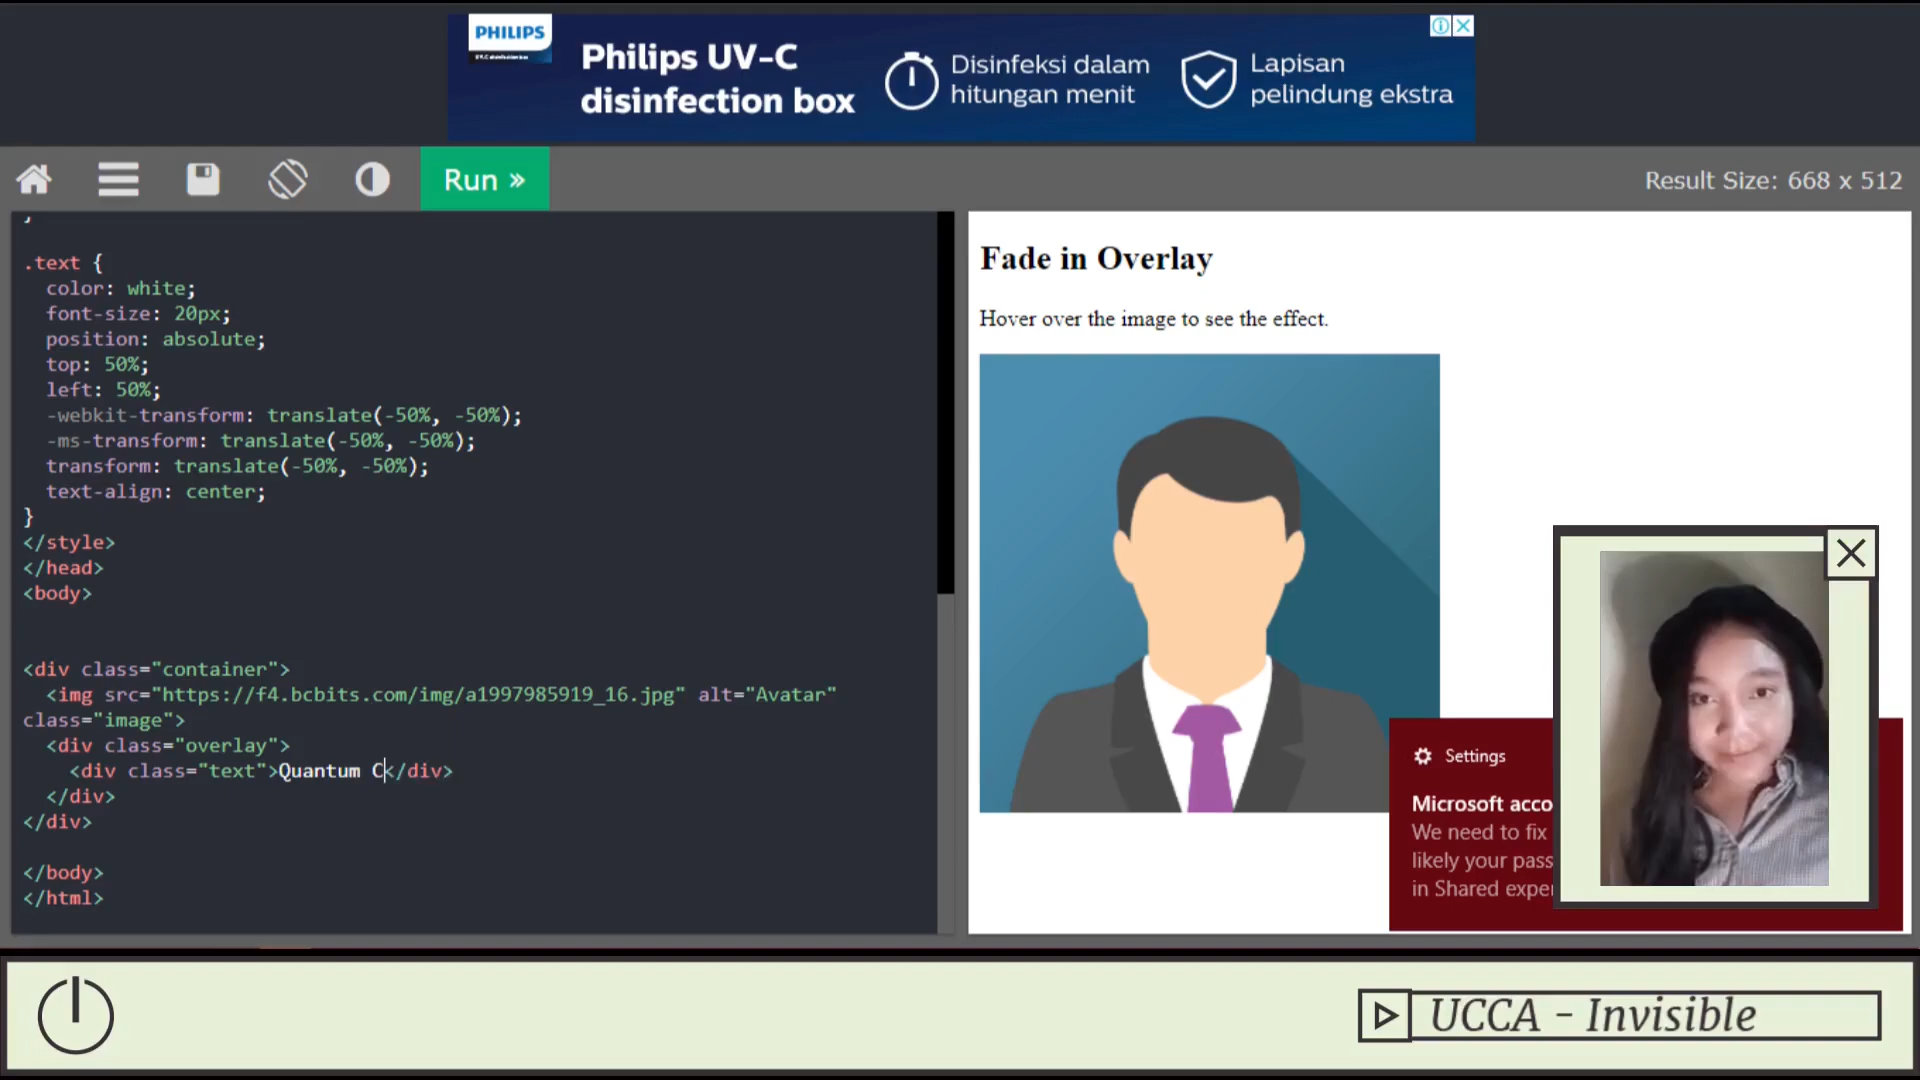 PHILIPS
Philips UV-C
disinfection box
Disinfeksi dalam
hitungan menit
Lapisan
pelindung ekstra
Run »
Result Size: 668 x 512
}
.text {
color: white;
font-size: 20px;
position: absolute;
top: 50%;
left: 50%;
-webkit-transform: translate(-50%, -50%);
-ms-transform: translate(-50%, -50%);
transform: translate(-50%, -50%);
text-align: center;
}
</style>
</head>
<body>
<div class="container">
<img src="https://f4.bcbits.com/img/a1997985919_16.jpg" alt="Avatar"
class="image">
<div class="overlay">
<div class="text">Quantum C</div>
</div>
</div>
</body>
</html>
Fade in Overlay
Hover over the image to see the effect.
Settings
Microsoft acco
We need to fix
likely your pass
in Shared exper
UCCA - Invisible